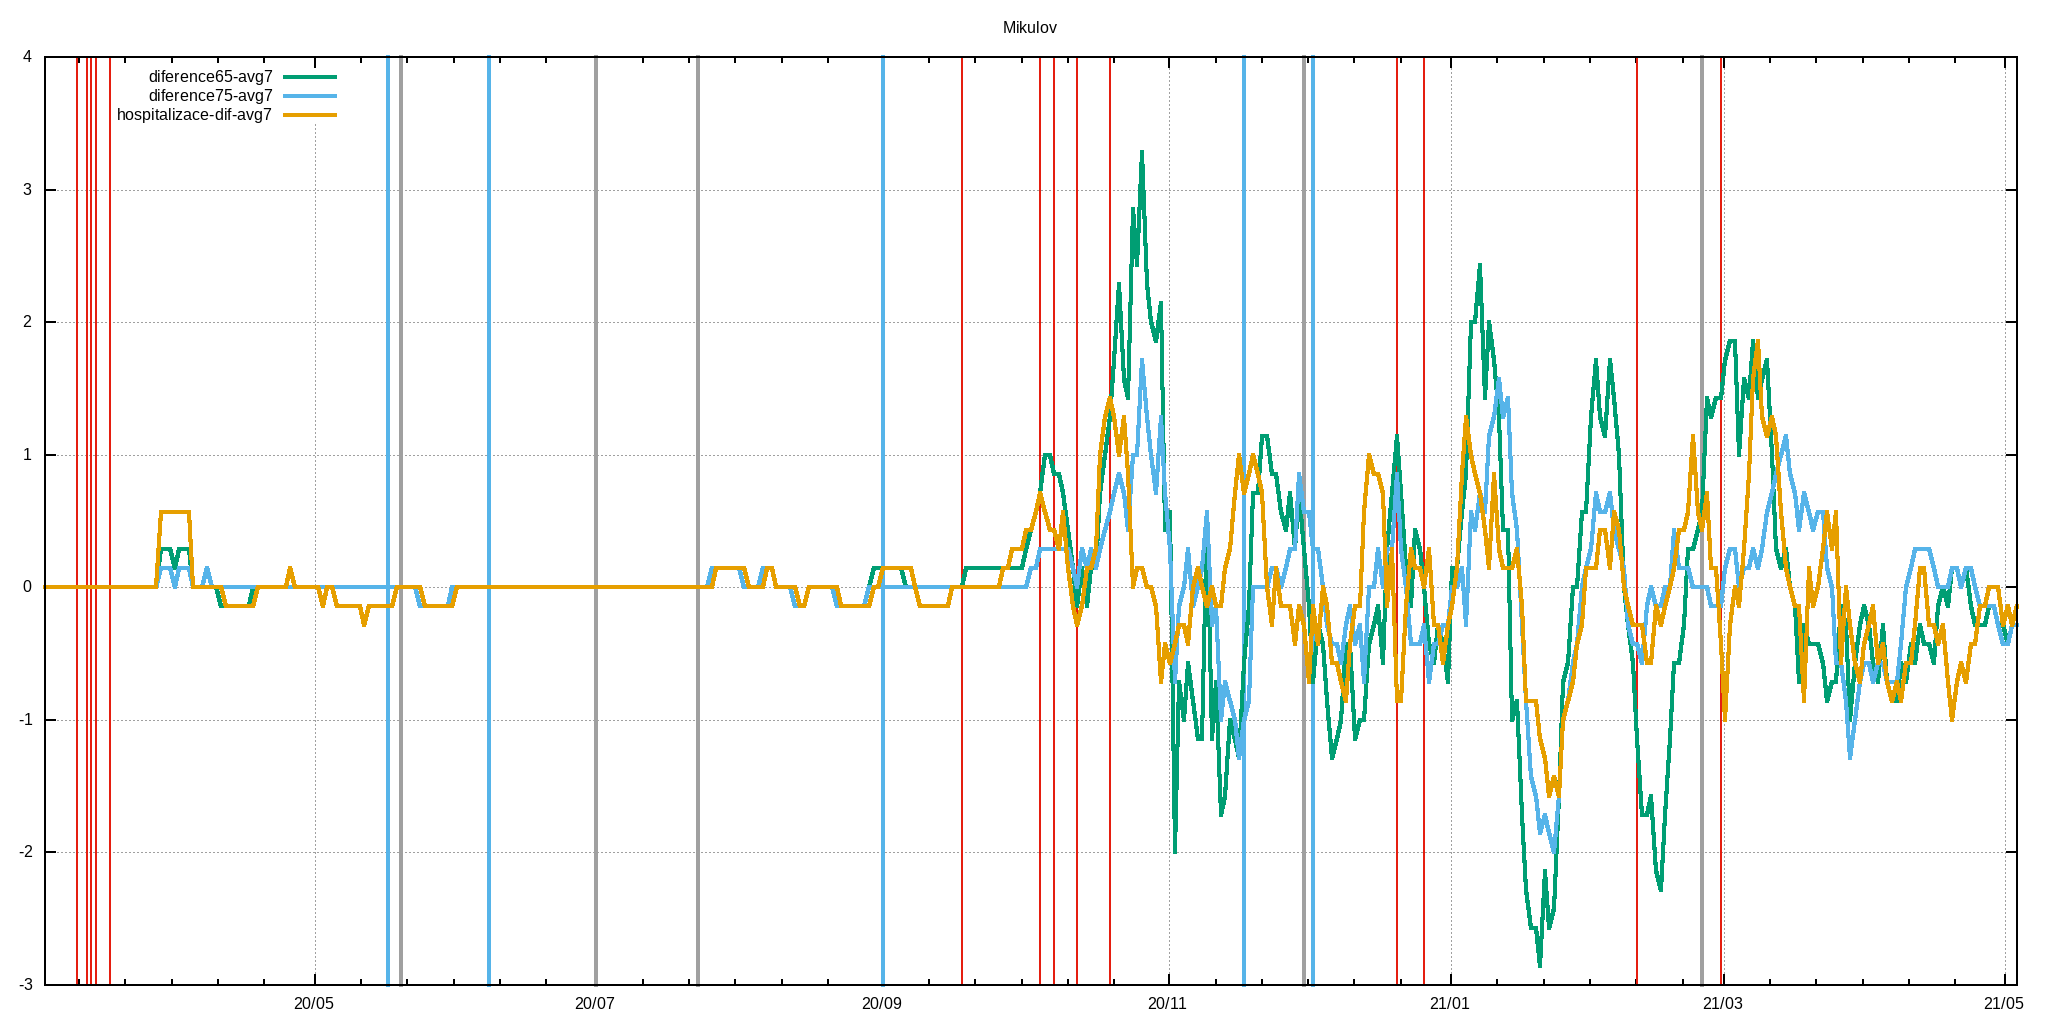 Mikulov
diference65-avg7
diference75-avg7
hospitalizace-dif-avg7
4
3
2
1
0
-1
-2
-3
20/05 20/07 20/09 20/11 21/01 21/03 21/05